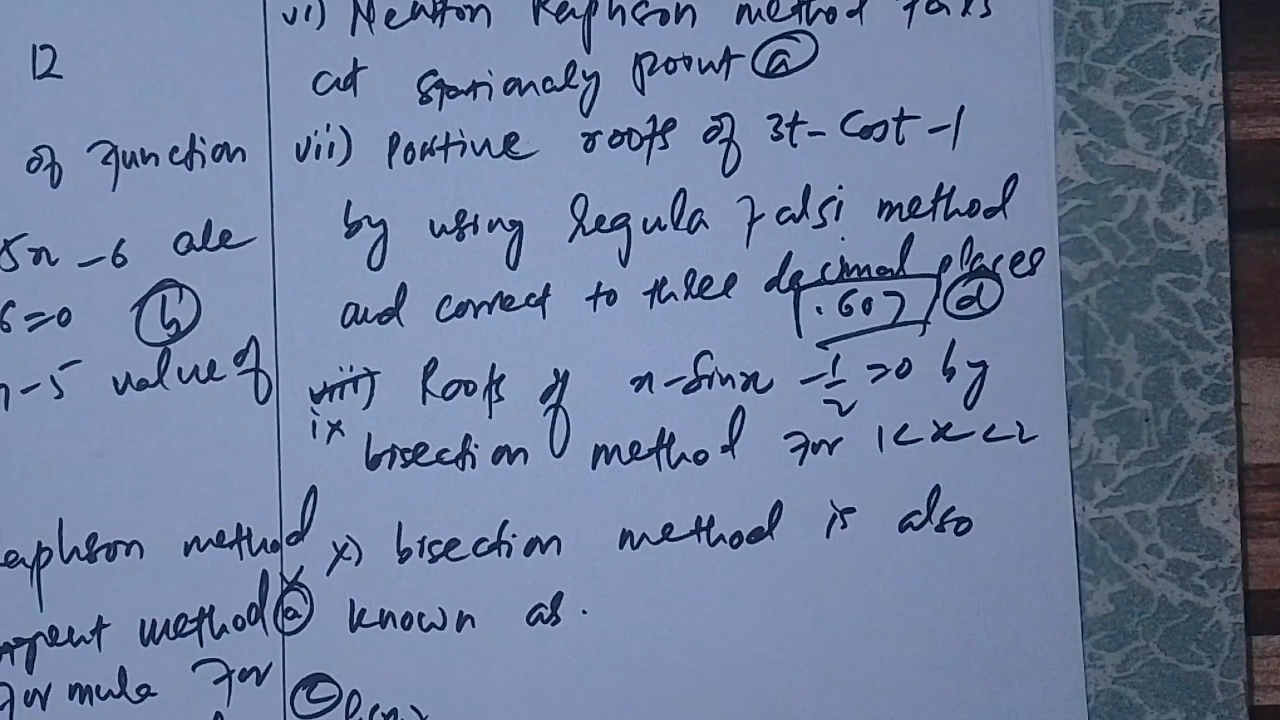 12
of function
5x -6 are
6=0 (b)
x-5 value of
Raphson method
method (a)
Formula for
vi) Newton Raphson method fails
at stationary point (a)
vii) Positive roots of 3t - Cost -1
by using Regula falsi method
and correct to three decimal places
.607 (d)
viii) Roots of x-Sinx -1/2 =0 by
ix
bisection method for 1<x<2
x) bisection method is also
known as.
(c)